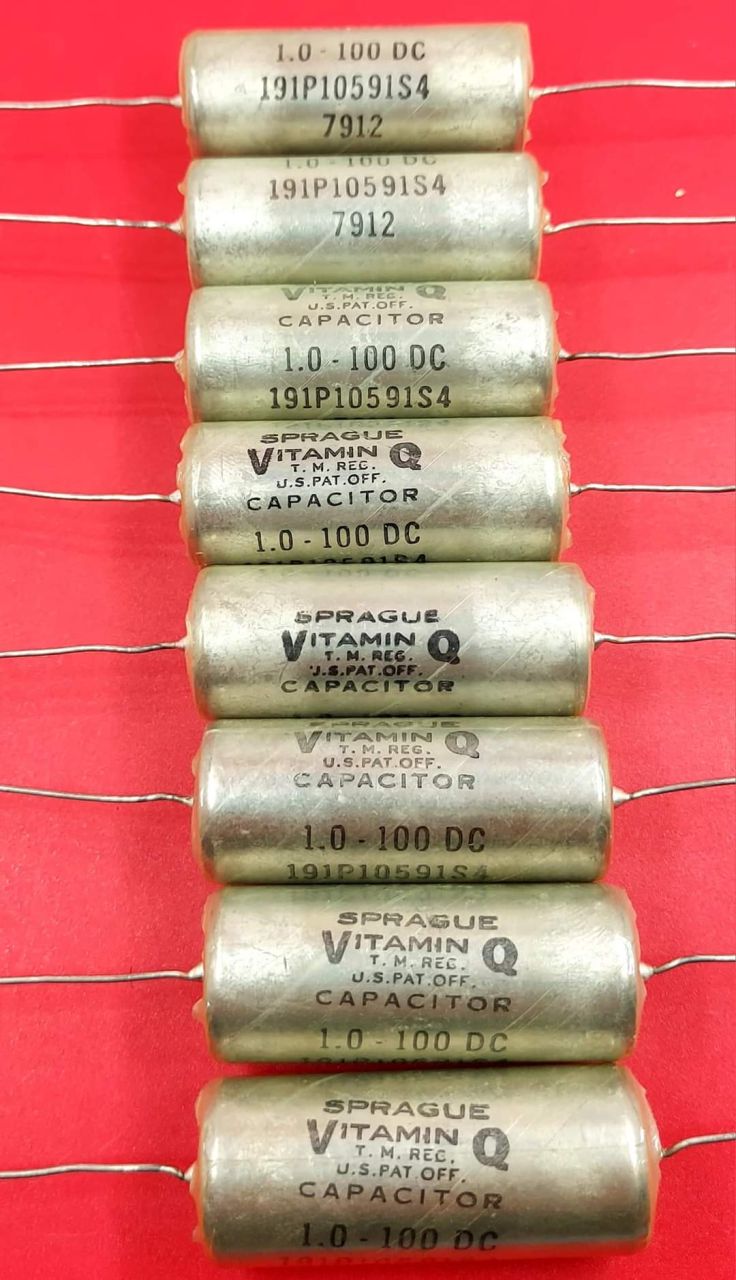 1.0 - 100 DC
191P10591S4
7912
1.0 - 100 DC
191P10591S4
7912
VITAMIN Q
T. M. REG.
U.S.PAT.OFF.
CAPACITOR
1.0 - 100 DC
191P10591S4
SPRAGUE
VITAMIN Q
T. M. REG.
U.S.PAT.OFF.
CAPACITOR
1.0 - 100 DC
191P10591S4
SPRAGUE
VITAMIN Q
T. M. REG.
U.S.PAT.OFF.
CAPACITOR
SPRAGUE
VITAMIN Q
T. M. REG.
U.S.PAT.OFF.
CAPACITOR
1.0 - 100 DC
191P10591S4
SPRAGUE
VITAMIN Q
T. M. REG.
U.S.PAT.OFF.
CAPACITOR
1.0 - 100 DC
SPRAGUE
VITAMIN Q
T. M. REG.
U.S.PAT.OFF.
CAPACITOR
1.0 - 100 DC